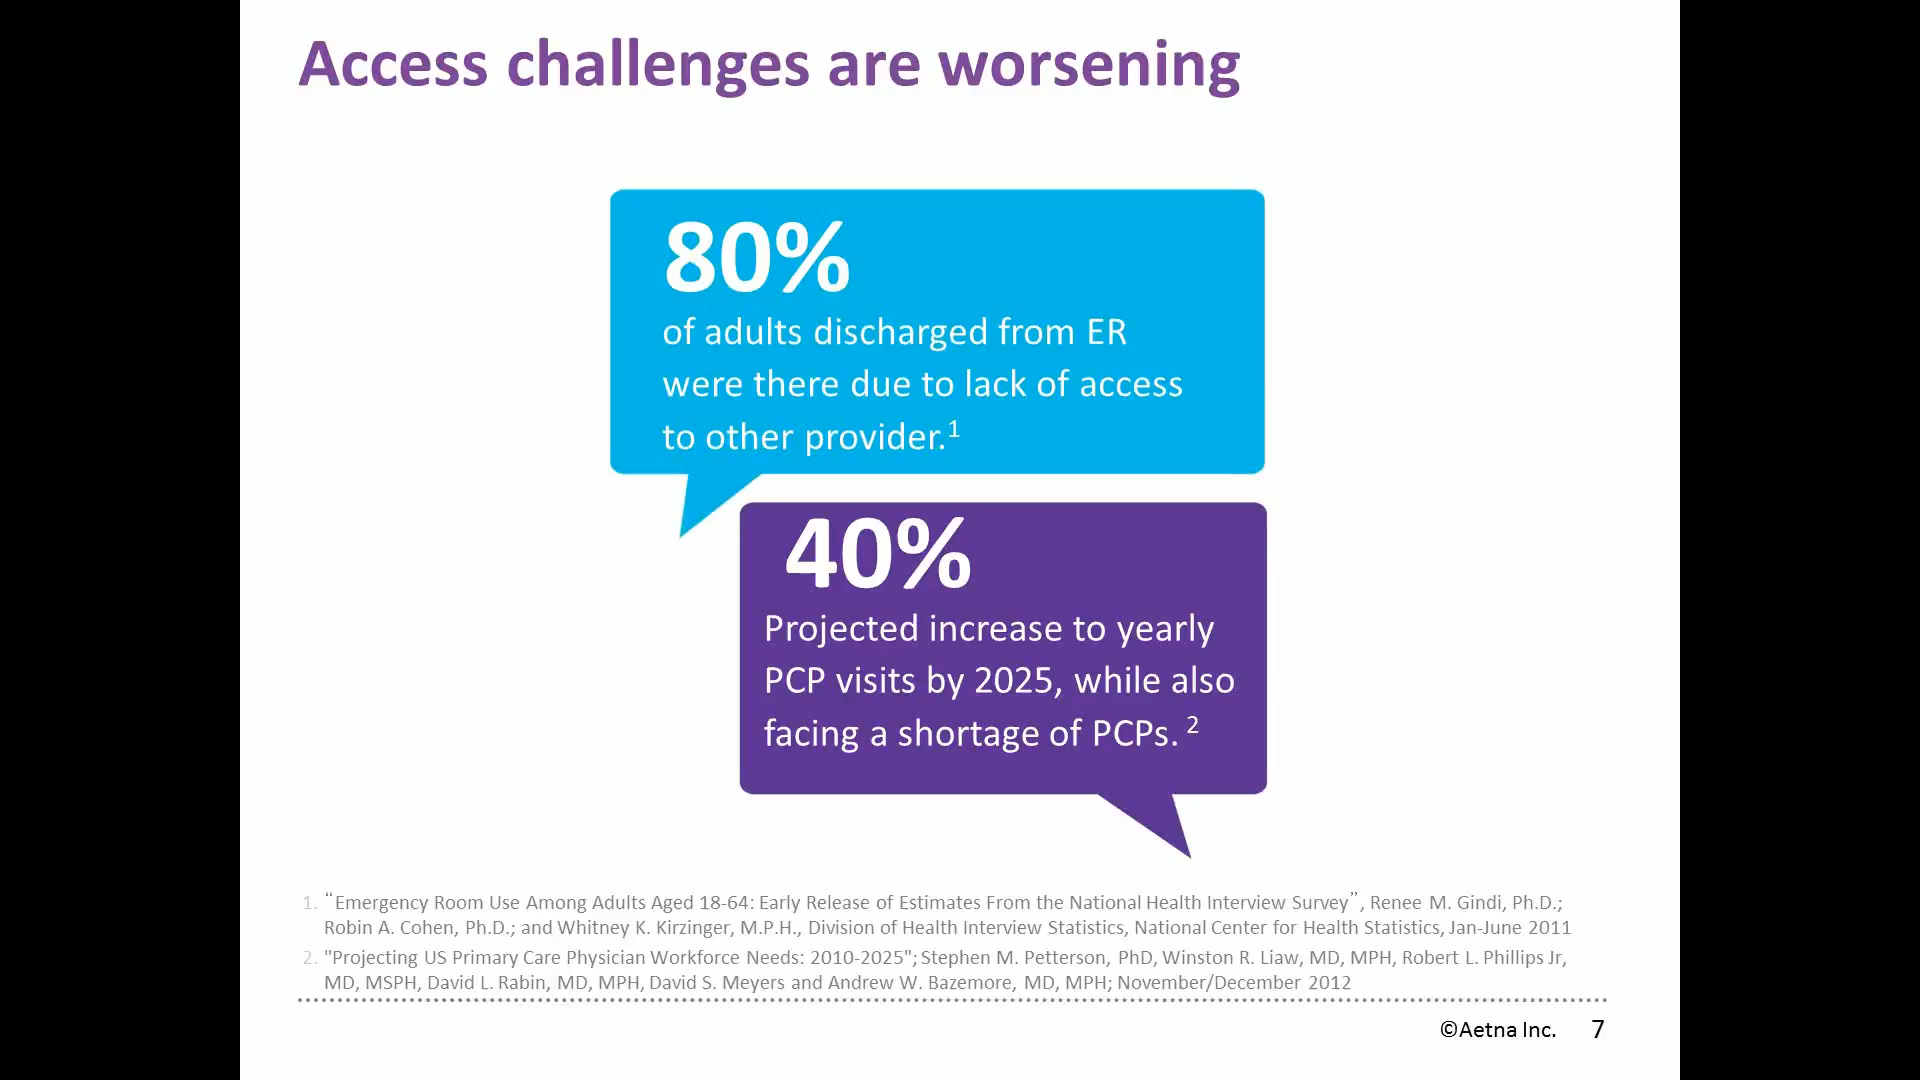 Access challenges are worsening
80%
of adults discharged from ER
were there due to lack of access
to other provider.1
40%
Projected increase to yearly
PCP visits by 2025, while also
facing a shortage of PCPs. 2
1. “Emergency Room Use Among Adults Aged 18-64: Early Release of Estimates From the National Health Interview Survey”, Renee M. Gindi, Ph.D.;
Robin A. Cohen, Ph.D.; and Whitney K. Kirzinger, M.P.H., Division of Health Interview Statistics, National Center for Health Statistics, Jan-June 2011
2. "Projecting US Primary Care Physician Workforce Needs: 2010-2025"; Stephen M. Petterson, PhD, Winston R. Liaw, MD, MPH, Robert L. Phillips Jr,
MD, MSPH, David L. Rabin, MD, MPH, David S. Meyers and Andrew W. Bazemore, MD, MPH; November/December 2012
©Aetna Inc. 7